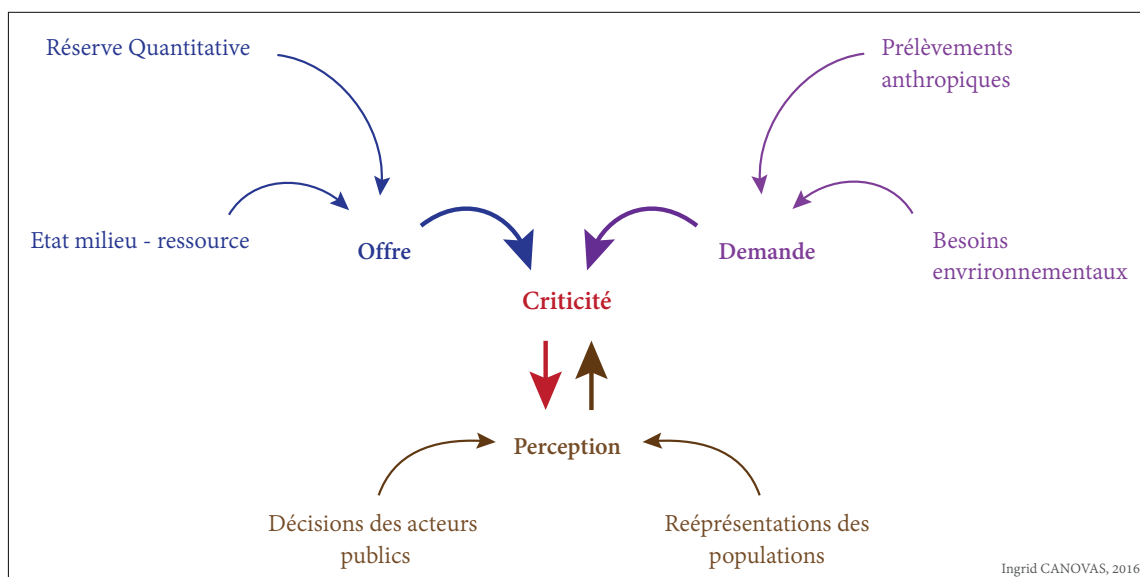 Réserve Quantitative
Prélèvements
anthropiques
Etat milieu - ressource
Offre
Demande
Besoins
envrironnementaux
Criticité
Perception
Décisions des acteurs
publics
Reéprésentations des
populations
Ingrid CANOVAS, 2016